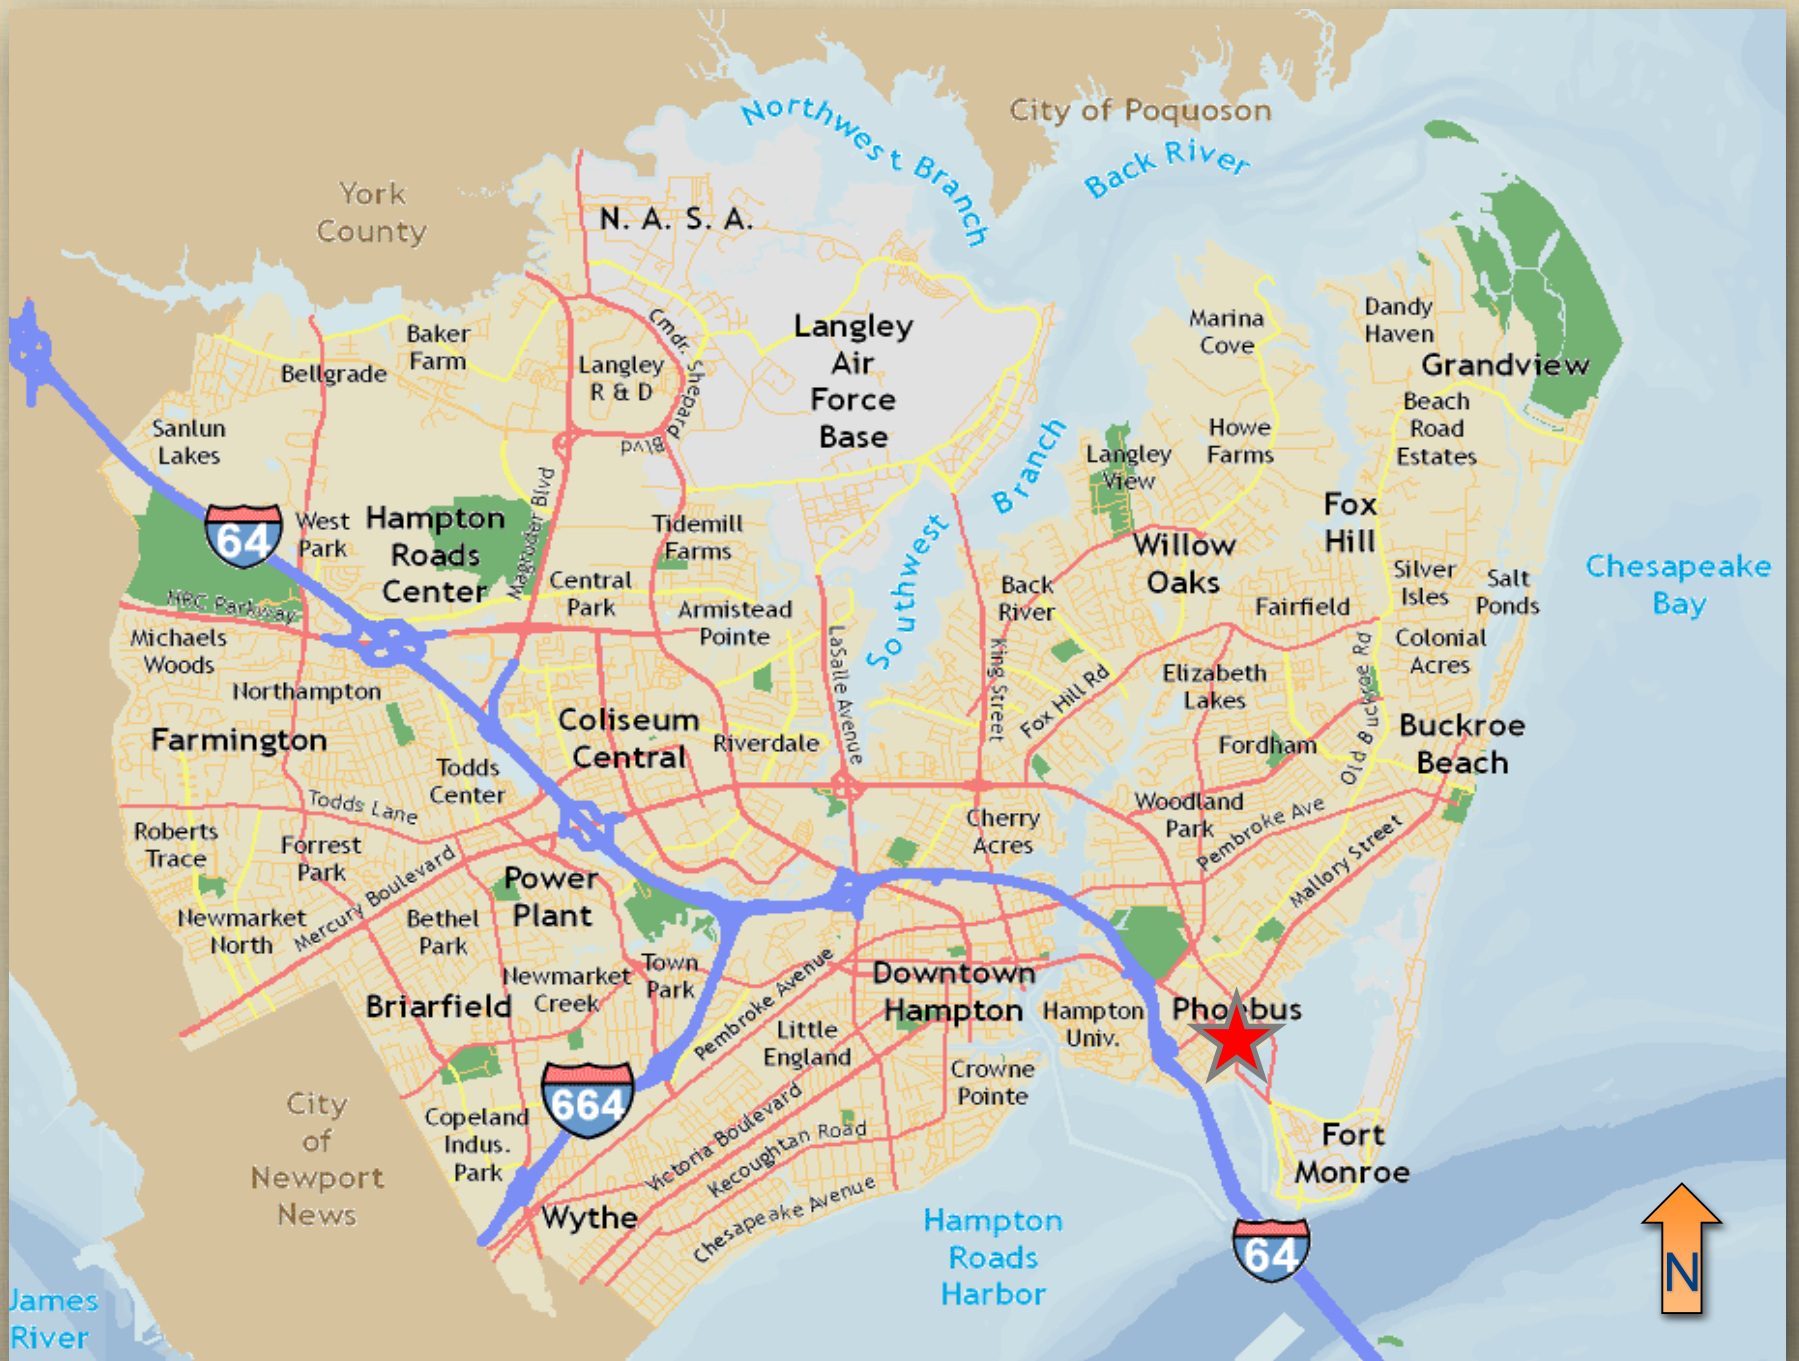 Northwest Branch
City of Poquoson
Back River
York
County
N. A. S. A.
Langley
Air
Force
Base
Marina
Cove
Dandy
Haven
Grandview
Baker
Farm
Bellgrade
Langley
R & D
Cmdr. Shepard Blvd
Sanlun
Lakes
Beach
Road
Estates
Howe
Farms
Langley
View
Southwest Branch
64
West
Park
Hampton
Roads
Center
Magruder Blvd
Tidemill
Farms
Fox
Hill
Willow
Oaks
Silver
Isles
Salt
Ponds
Chesapeake
Bay
Central
Park
Back
River
Fairfield
HRC Parkway
Armistead
Pointe
Michaels
Woods
Colonial
Acres
Northampton
LaSalle Avenue
King Street
Fox Hill Rd
Elizabeth
Lakes
Old Buckroe Rd
Farmington
Coliseum
Central
Riverdale
Fordham
Buckroe
Beach
Todds
Center
Todds Lane
Woodland
Park
Pembroke Ave
Cherry
Acres
Roberts
Trace
Forrest
Park
Mercury Boulevard
Mallory Street
Power
Plant
Newmarket
North
Bethel
Park
Newmarket
Creek
Town
Park
Pembroke Avenue
Downtown
Hampton
Hampton
Univ.
Phoebus
Briarfield
Little
England
Crowne
Pointe
664
City
of
Newport
News
Copeland
Indus.
Park
Victoria Boulevard
Kecoughtan Road
Chesapeake Avenue
Fort
Monroe
Wythe
Hampton
Roads
Harbor
64
N
James
River